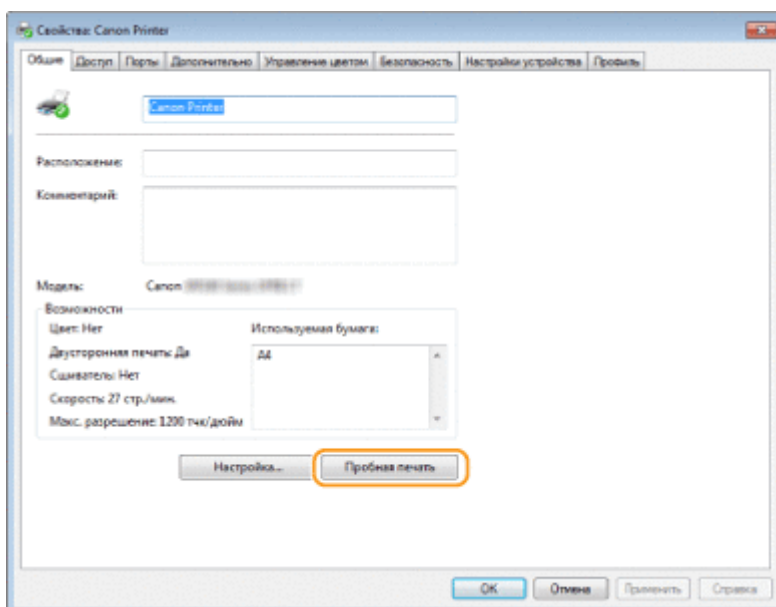 Свойства: Canon Printer
Общие Доступ Порты Дополнительно Управление цветом Безопасность Настройки устройства Профиль
Canon Printer
Расположение:
Комментарий:
Модель: Canon
Возможности
Цвет: Нет Используемая бумага:
Двусторонняя печать: Да A4
Сшиватель: Нет
Скорость: 27 стр./мин.
Макс. разрешение: 1200 тчк/дюйм
Настройка... Пробная печать
OK Отмена Применить Справка